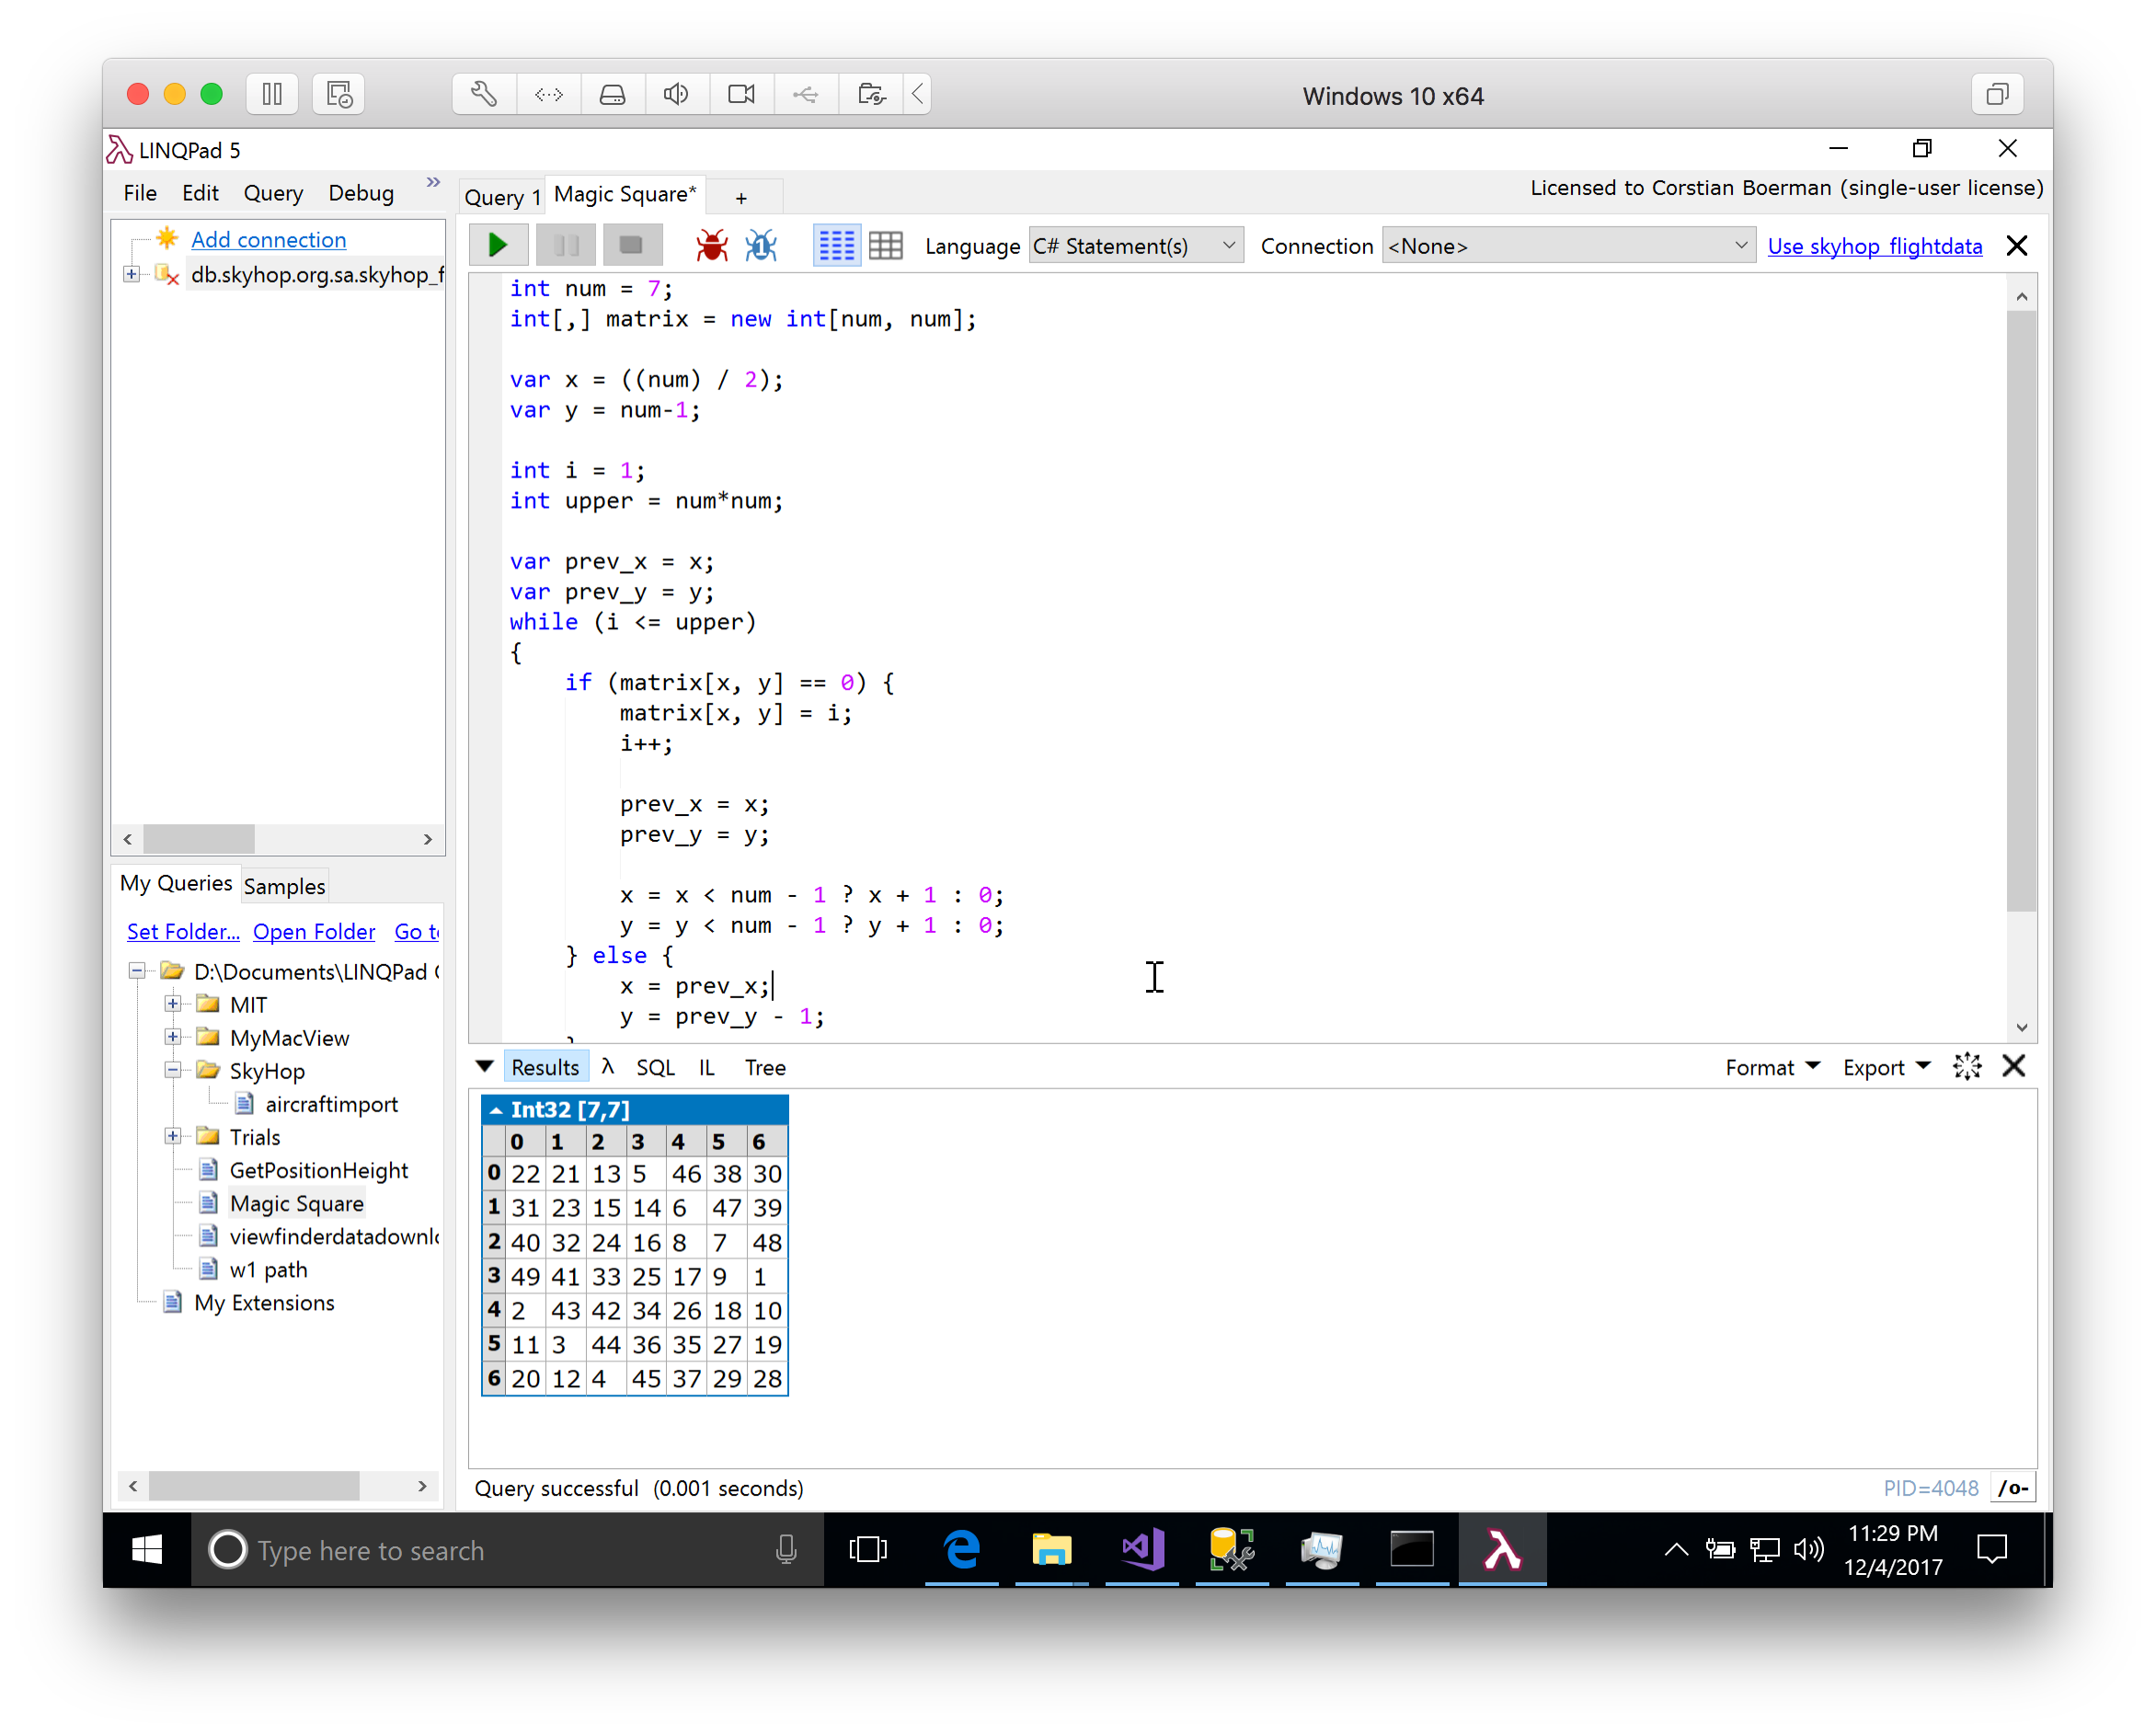 Windows 10 x64
LINQPad 5
File Edit Query Debug »
Query 1 Magic Square* +
Licensed to Corstian Boerman (single-user license)
Add connection
db.skyhop.org.sa.skyhop_f
Language C# Statement(s) Connection <None> Use skyhop_flightdata
int num = 7;
int[,] matrix = new int[num, num];
var x = ((num) / 2);
var y = num-1;
int i = 1;
int upper = num*num;
var prev_x = x;
var prev_y = y;
while (i <= upper)
{
if (matrix[x, y] == 0) {
matrix[x, y] = i;
i++;
prev_x = x;
prev_y = y;
x = x < num - 1 ? x + 1 : 0;
y = y < num - 1 ? y + 1 : 0;
} else {
x = prev_x;
y = prev_y - 1;
My Queries Samples
Set Folder... Open Folder Go to
D:\Documents\LINQPad
MIT
MyMacView
SkyHop
aircraftimport
Trials
GetPositionHeight
Magic Square
viewfinderdatadownlo
w1 path
My Extensions
Results λ SQL IL Tree
Format Export
Int32 [7,7]
0 1 2 3 4 5 6
0 22 21 13 5 46 38 30
1 31 23 15 14 6 47 39
2 40 32 24 16 8 7 48
3 49 41 33 25 17 9 1
4 2 43 42 34 26 18 10
5 11 3 44 36 35 27 19
6 20 12 4 45 37 29 28
Query successful (0.001 seconds)
PID=4048 /o-
Type here to search
11:29 PM
12/4/2017